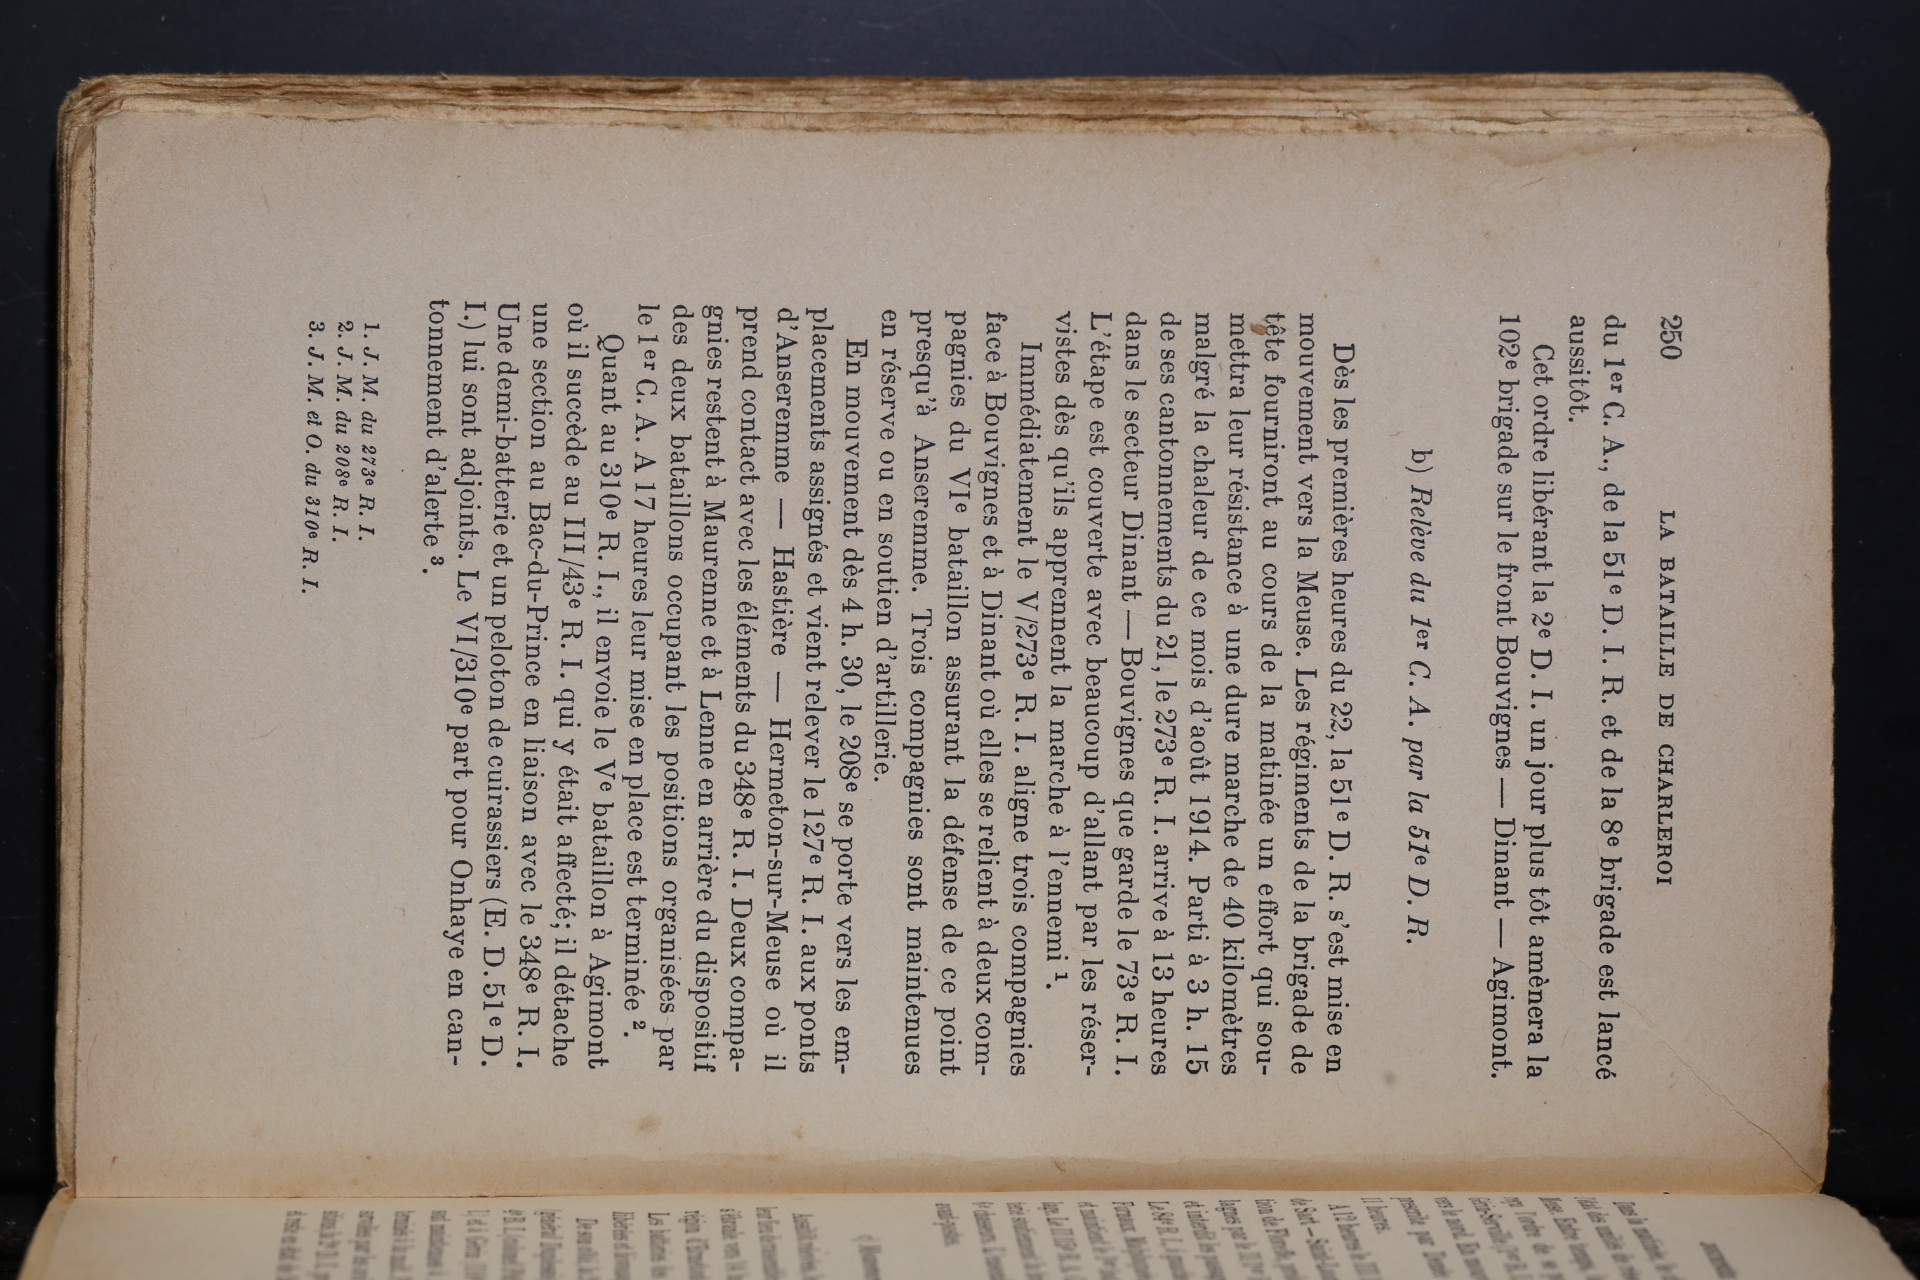 250 LA BATAILLE DE CHARLEROI
du 1er C. A., de la 51e D. I. R. et de la 8e brigade est lancé
aussitôt.
Cet ordre libérant la 2e D. I. un jour plus tôt amènera la
102e brigade sur le front Bouvignes — Dinant — Agimont.
b) Relève du 1er C. A. par la 51e D. R.
Dès les premières heures du 22, la 51e D. R. s'est mise en
mouvement vers la Meuse. Les régiments de la brigade de
tête fourniront au cours de la matinée un effort qui sou-
mettra leur résistance à une dure marche de 40 kilomètres
malgré la chaleur de ce mois d'août 1914. Parti à 3 h. 15
de ses cantonnements du 21, le 273e R. I. arrive à 13 heures
dans le secteur Dinant — Bouvignes que garde le 73e R. I.
L'étape est couverte avec beaucoup d'allant par les réser-
vistes dès qu'ils apprennent la marche à l'ennemi 1.
Immédiatement le V/273e R. I. aligne trois compagnies
face à Bouvignes et à Dinant où elles se relient à deux com-
pagnies du VIe bataillon assurant la défense de ce point
presqu'à Anseremme. Trois compagnies sont maintenues
en réserve ou en soutien d'artillerie.
En mouvement dès 4 h. 30, le 208e se porte vers les em-
placements assignés et vient relever le 127e R. I. aux ponts
d'Anseremme — Hastière — Hermeton-sur-Meuse où il
prend contact avec les éléments du 348e R. I. Deux compa-
gnies restent à Maurenne et à Lenne en arrière du dispositif
des deux bataillons occupant les positions organisées par
le 1er C. A. A 17 heures leur mise en place est terminée 2.
Quant au 310e R. I., il envoie le Ve bataillon à Agimont
où il succède au III/43e R. I. qui y était affecté; il détache
une section au Bac-du-Prince en liaison avec le 348e R. I.
Une demi-batterie et un peloton de cuirassiers (E. D. 51e D.
I.) lui sont adjoints. Le VI/310e part pour Onhaye en can-
tonnement d'alerte 3.
1. J. M. du 273e R. I.
2. J. M. du 208e R. I.
3. J. M. et O. du 310e R. I.